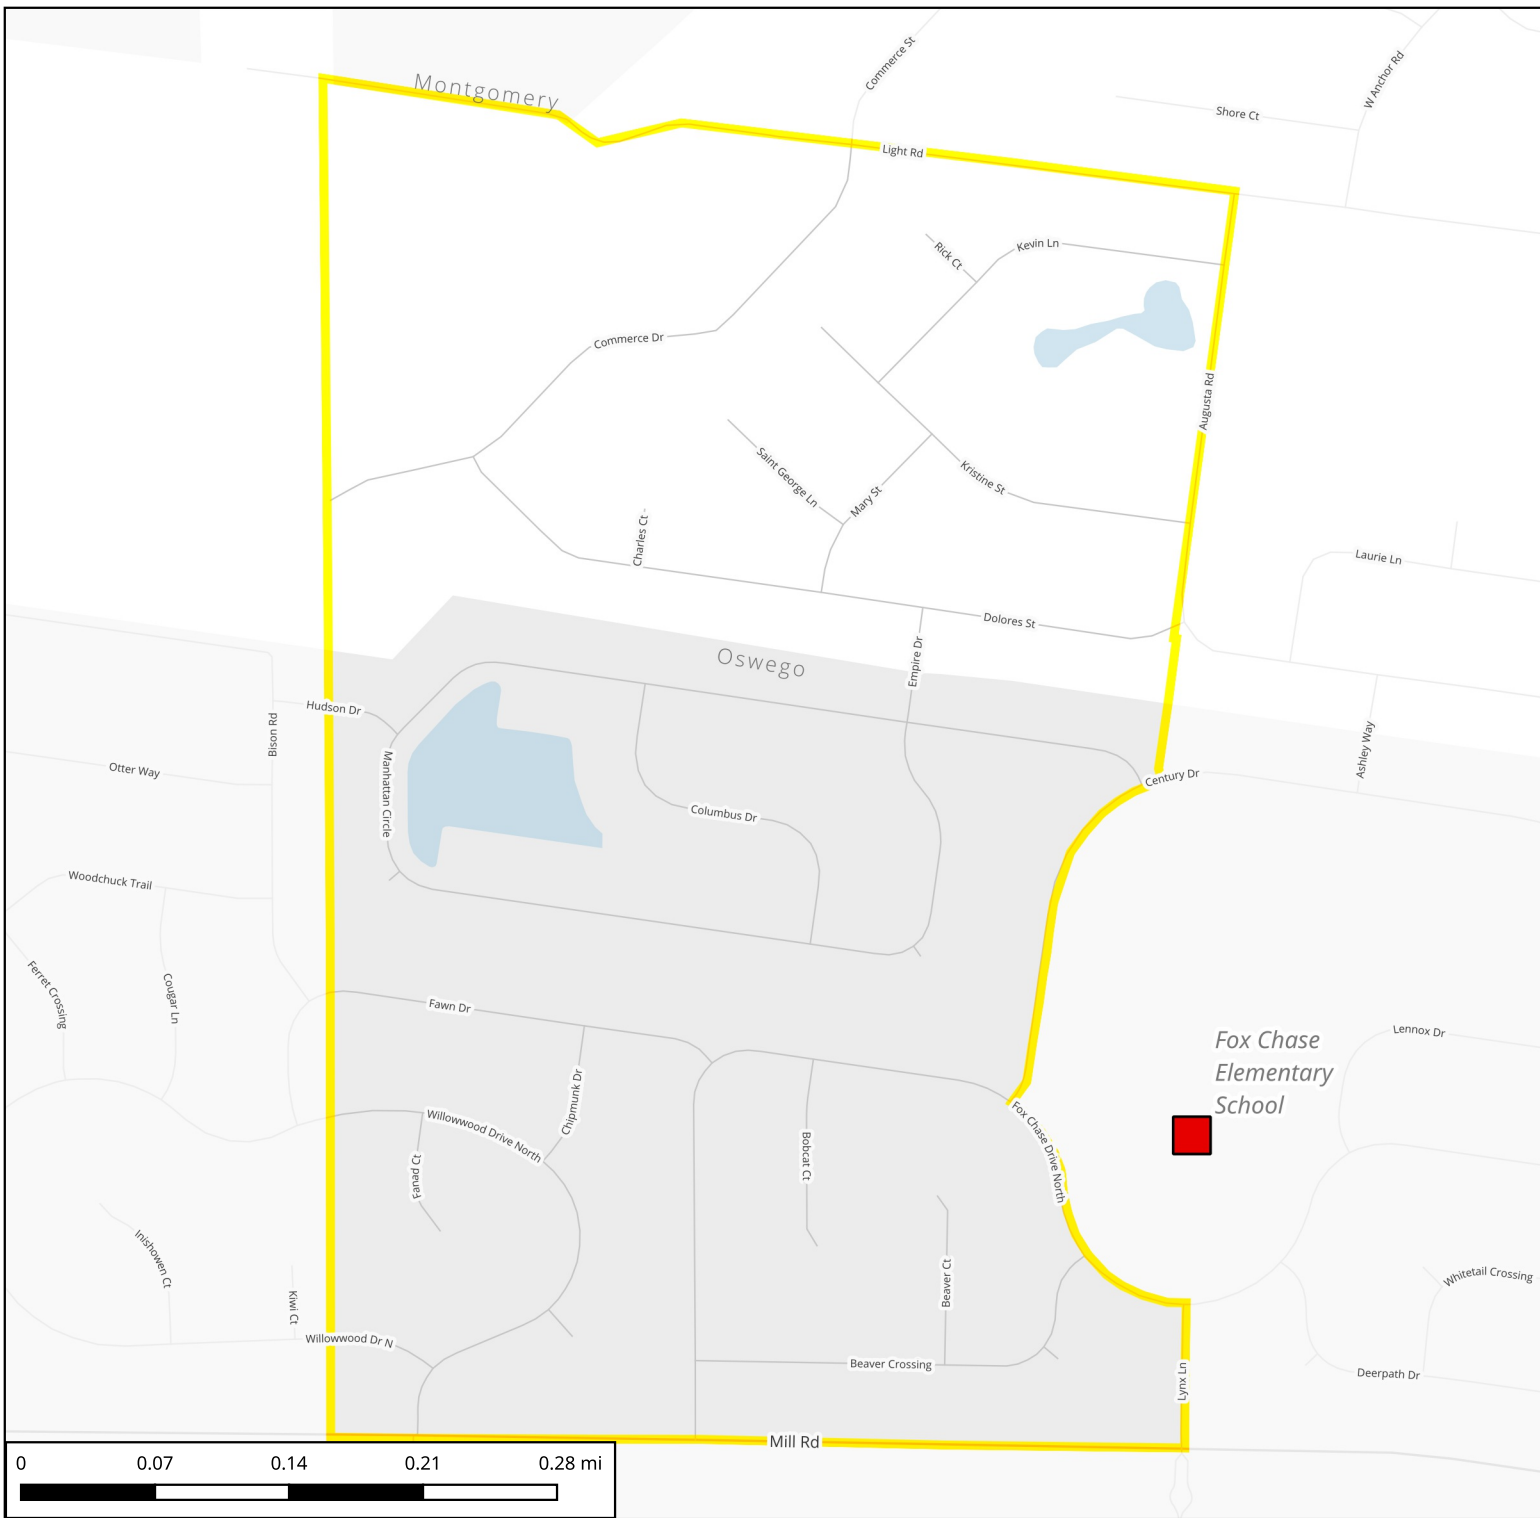 Commerce St
W Anchor Rd
Montgomery
Shore Ct
Light Rd
Kevin Ln
Rick Ct
Commerce Dr
Augusta Rd
Saint George Ln
Kristine St
Mary St
Charles Ct
Laurie Ln
Dolores St
Oswego
Empire Dr
Hudson Dr
Bison Rd
Ashley Way
Otter Way
Century Dr
Manhattan Circle
Columbus Dr
Woodchuck Trail
Ferret Crossing
Cougar Ln
Fawn Dr
Lennox Dr
Fox Chase
Elementary
School
Chipmunk Dr
Willowwood Drive North
Fox Chase Drive North
Bobcat Ct
Fanad Ct
Inishowen Ct
Beaver Ct
Whitetail Crossing
Kiwi Ct
Willowwood Dr N
Beaver Crossing
Lynx Ln
Deerpath Dr
Mill Rd
0 0.07 0.14 0.21 0.28 mi